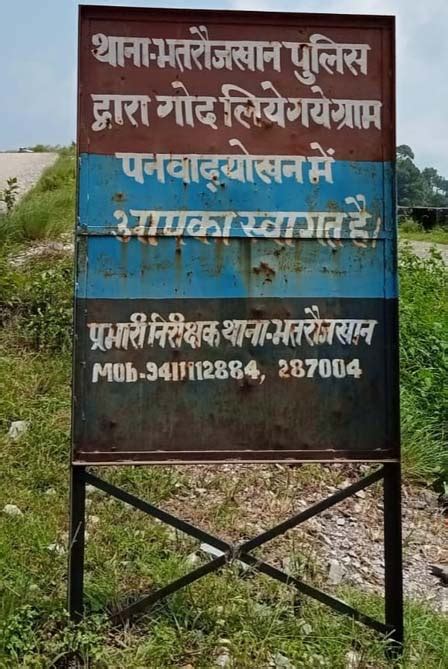 थाना-भतरौजखान पुलिस
द्वारा गोद लिये गये ग्राम
पनवाद्योखन में
आपका स्वागत है।
प्रभारी निरीक्षक थाना-भतरौजखान
Mob-9411112884, 287004